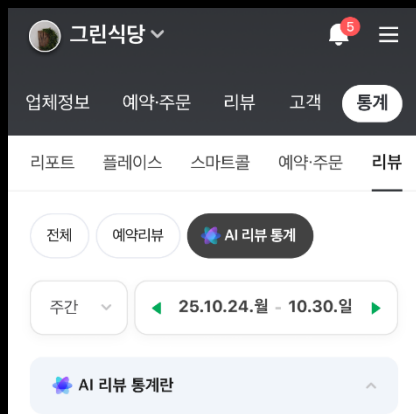 그린식당
5
업체정보 예약·주문 리뷰 고객 통계
리포트 플레이스 스마트콜 예약·주문 리뷰
전체 예약리뷰 AI 리뷰 통계
주간 25.10.24.월 - 10.30.일
AI 리뷰 통계란